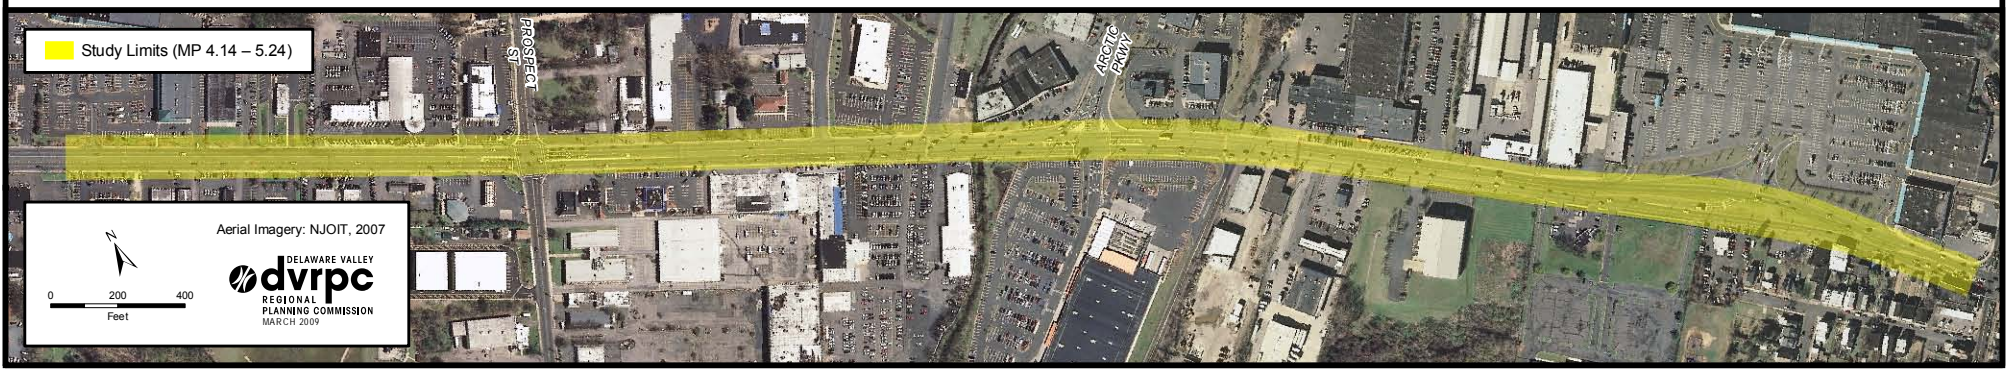 Study Limits (MP 4.14 – 5.24)
PROSPECT
ST
ARCTIC
PKWY
N
Aerial Imagery: NJOIT, 2007
DELAWARE VALLEY
dvrpc
REGIONAL
PLANNING COMMISSION
MARCH 2009
0 200 400
Feet